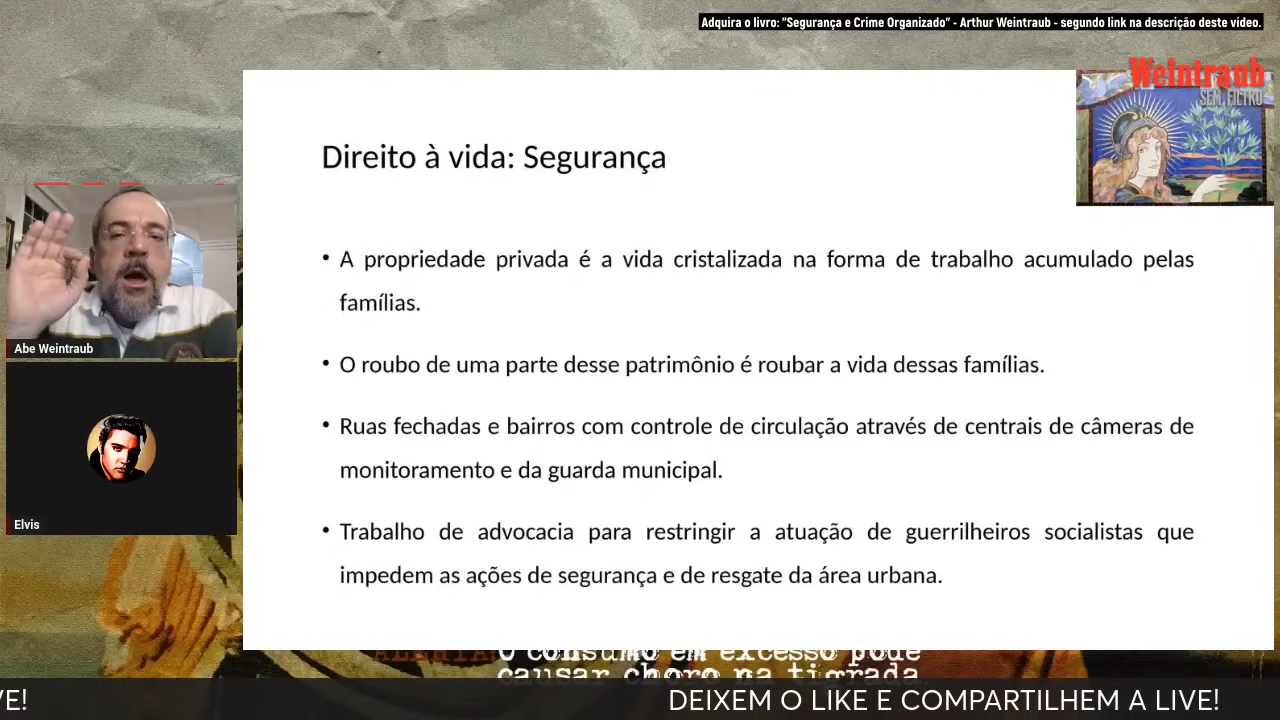 Adquira o livro: "Segurança e Crime Organizado" - Arthur Weintraub - segundo link na descrição deste vídeo.
Weintraub
SEM FILTRO
Direito à vida: Segurança
• A propriedade privada é a vida cristalizada na forma de trabalho acumulado pelas
famílias.
• O roubo de uma parte desse patrimônio é roubar a vida dessas famílias.
• Ruas fechadas e bairros com controle de circulação através de centrais de câmeras de
monitoramento e da guarda municipal.
• Trabalho de advocacia para restringir a atuação de guerrilheiros socialistas que
impedem as ações de segurança e de resgate da área urbana.
Abe Weintraub
Elvis
ALERTA: O consumo em excesso pode
causar choro na tigrada
VE!
DEIXEM O LIKE E COMPARTILHEM A LIVE!